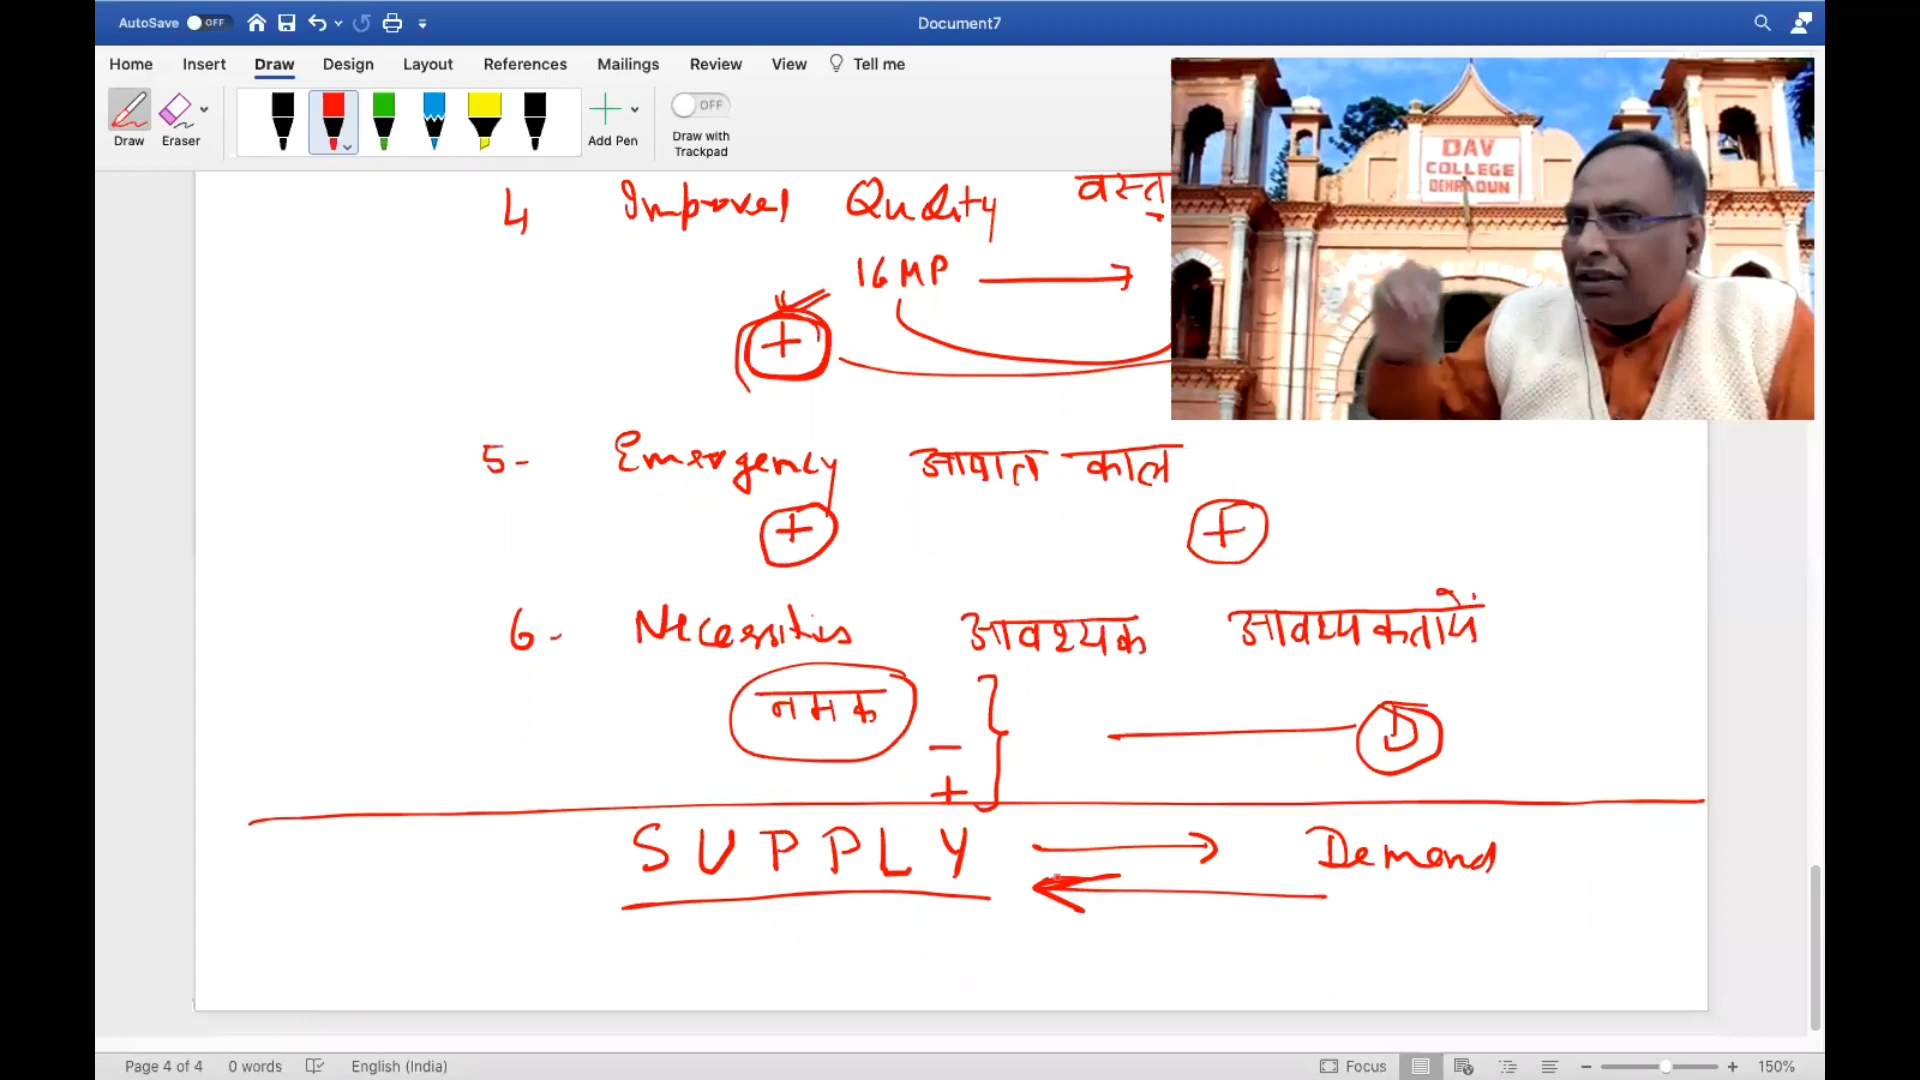 AutoSave OFF Document7
Home Insert Draw Design Layout References Mailings Review View Tell me
OFF
Draw Eraser Add Pen Draw with Trackpad
DAV
COLLEGE
DEHRADUN
4 Improved Quality वस्त
16 MP
+
5- Emergency आपात काल
+ +
6- Necessities आवश्यक आवश्यकतायें
नमक D
-
+
SUPPLY Demand
Page 4 of 4 0 words English (India) Focus 150%